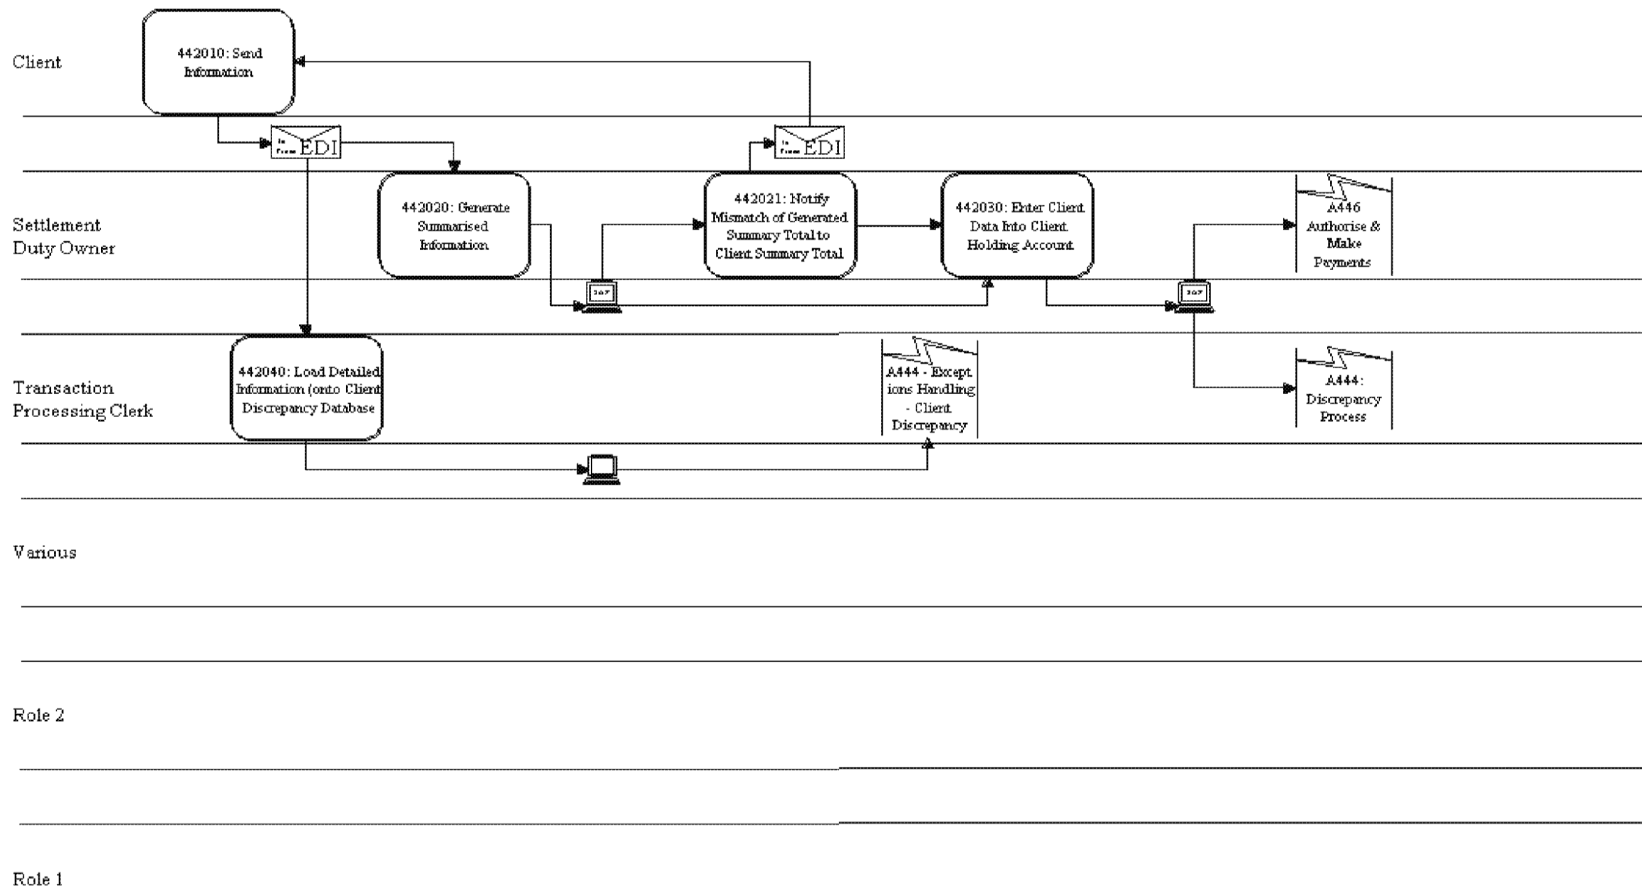 Client
442010: Send
Information
EDI
EDI
Settlement
Duty Owner
442020: Generate
Summarised
Information
442021: Notify
Mismatch of Generated
Summary Total to
Client Summary Total
442030: Enter Client
Data Into Client
Holding Account
A446
Authorise &
Make
Payments
Transaction
Processing Clerk
442040: Load Detailed
Information (onto Client
Discrepancy Database
A444 - Except
ions Handling
- Client
Discrepancy
A444:
Discrepancy
Process
Various
Role 2
Role 1